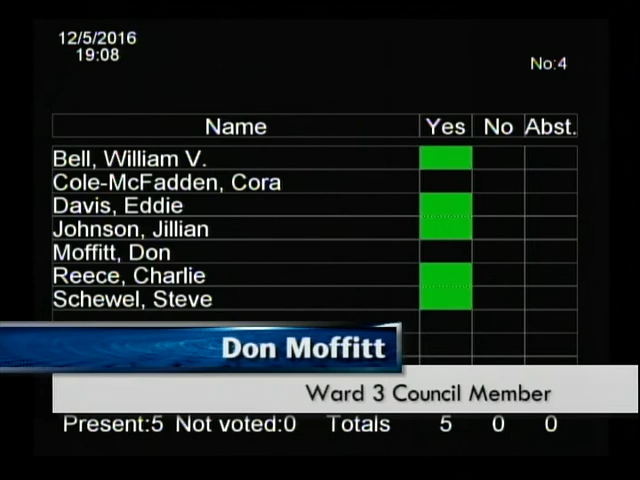 12/5/2016
19:08
No:4
Name Yes No Abst.
Bell, William V.
Cole-McFadden, Cora
Davis, Eddie
Johnson, Jillian
Moffitt, Don
Reece, Charlie
Schewel, Steve
Don Moffitt
Ward 3 Council Member
Present:5 Not voted:0 Totals 5 0 0